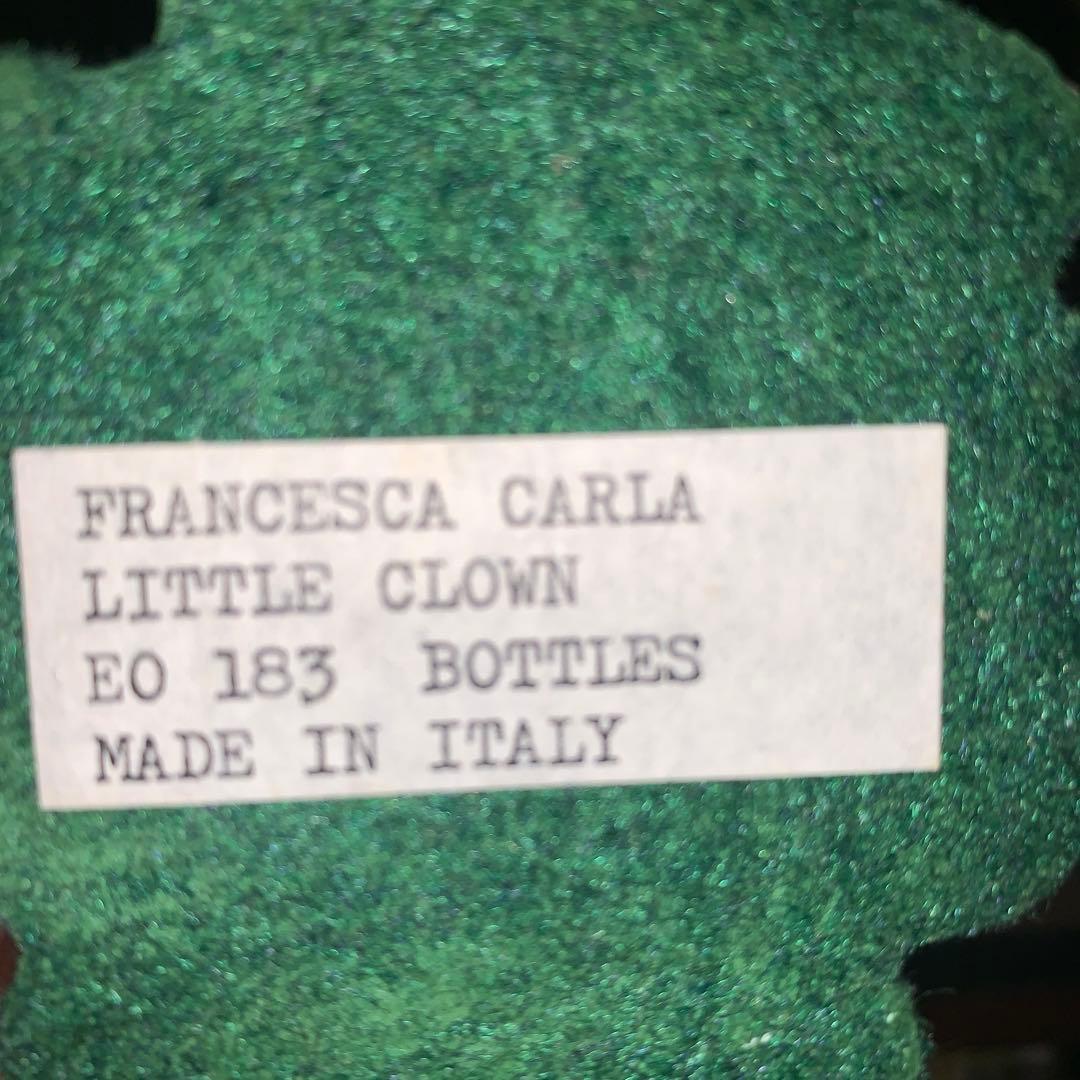 FRANCESCA CARLA
LITTLE CLOWN
EO 183 BOTTLES
MADE IN ITALY